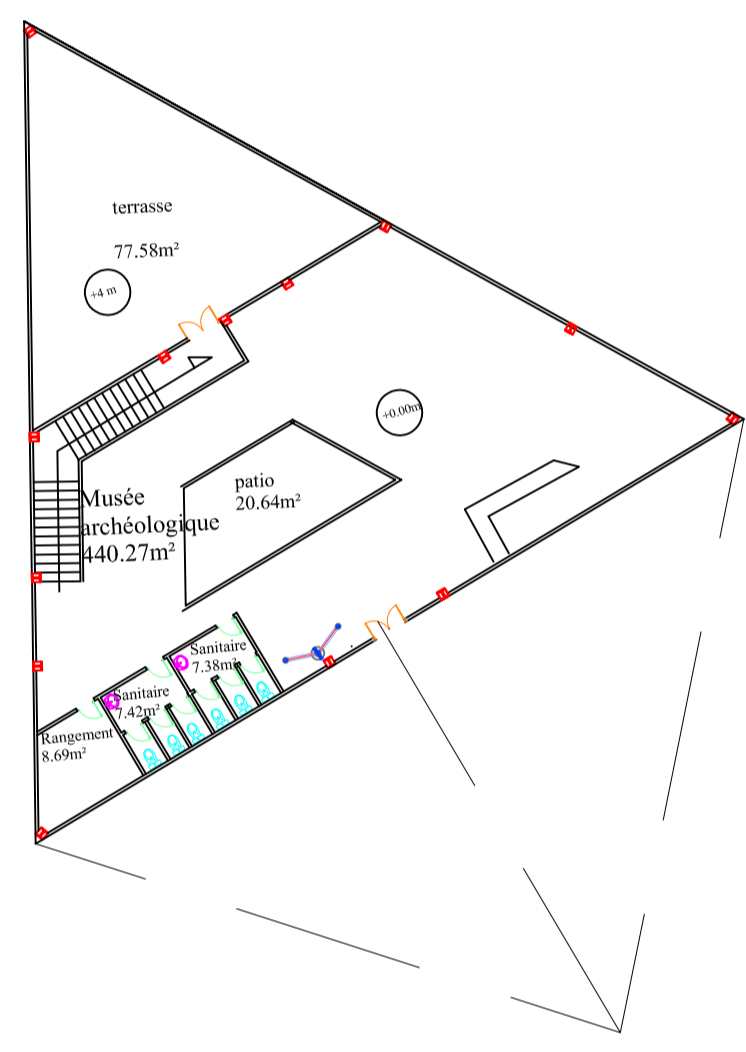 terrasse
77.58m²
+4 m
+0.00m
patio
20.64m²
Musée
archéologique
440.27m²
Sanitaire
7.38m²
Sanitaire
7.42m²
Rangement
8.69m²